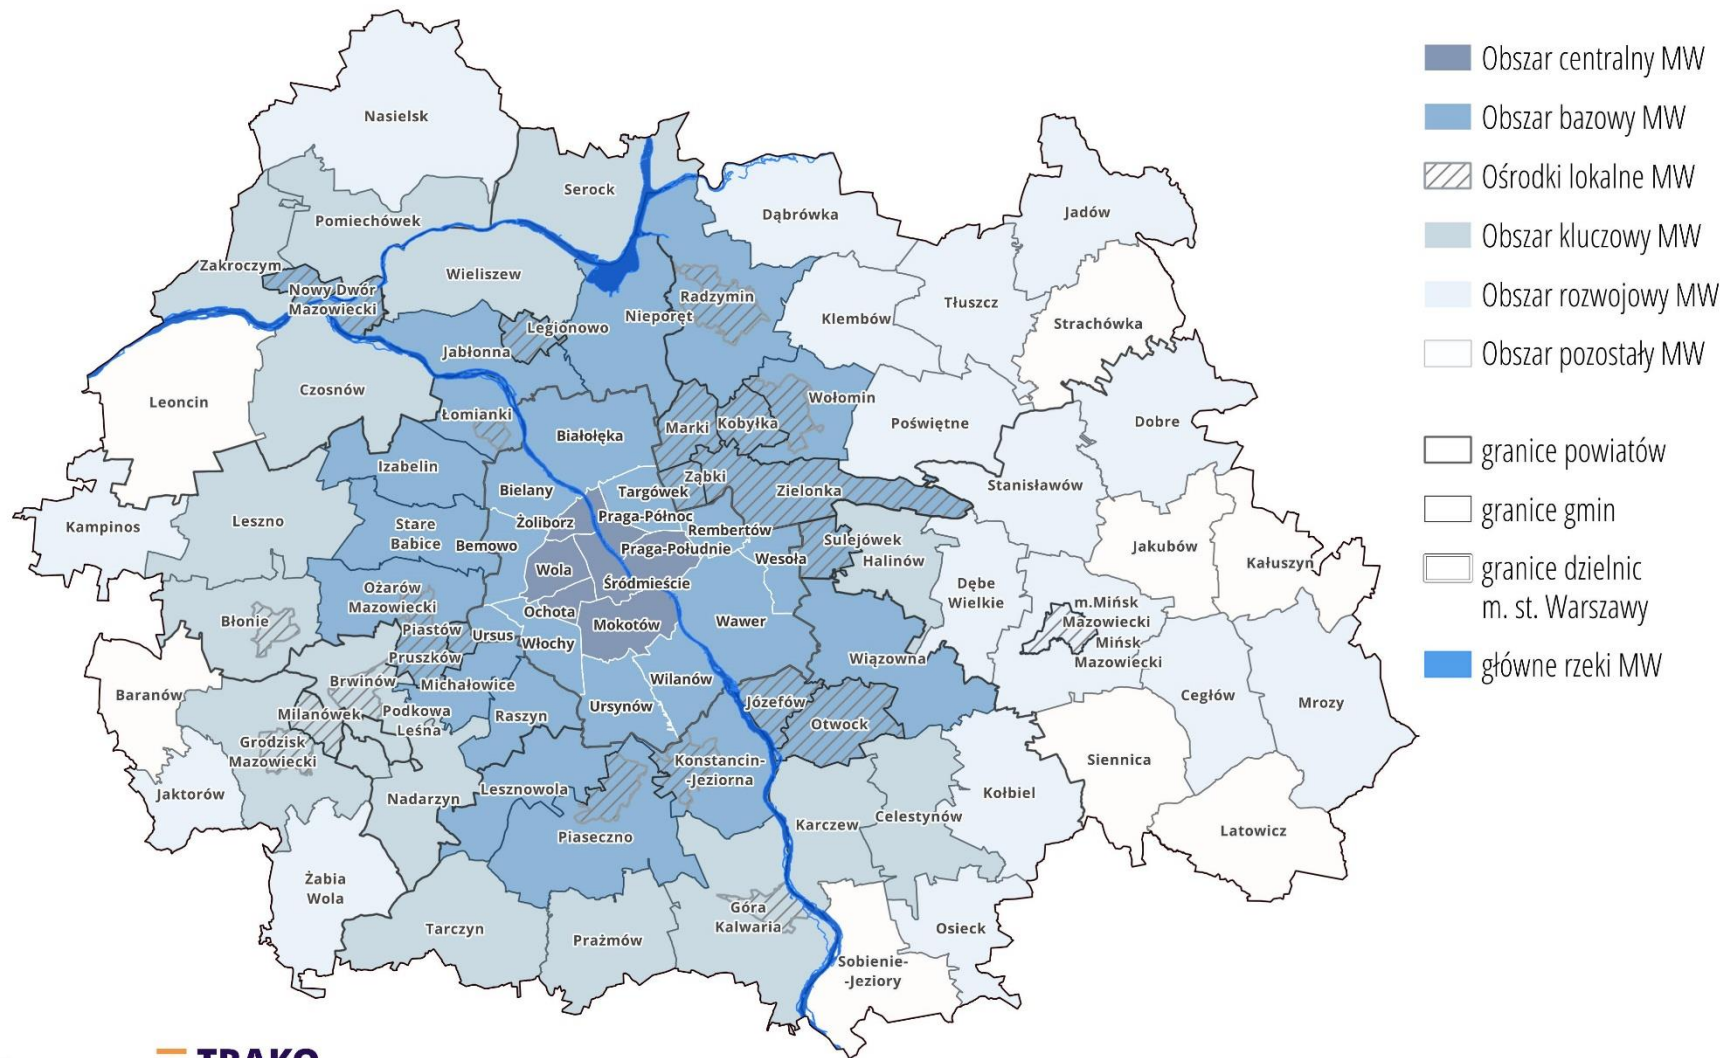 Obszar centralny MW
Obszar bazowy MW
Ośrodki lokalne MW
Obszar kluczowy MW
Obszar rozwojowy MW
Obszar pozostały MW
granice powiatów
granice gmin
granice dzielnic
m. st. Warszawy
główne rzeki MW
Nasielsk
Serock
Pomiechówek
Dąbrówka
Jadów
Zakroczym
Wieliszew
Nowy Dwór
Mazowiecki
Radzymin
Tłuszcz
Klembów
Strachówka
Nieporęt
Legionowo
Jabłonna
Czosnów
Leoncin
Łomianki
Wołomin
Marki
Kobyłka
Poświętne
Dobre
Białołęka
Izabelin
Ząbki
Zielonka
Stanisławów
Bielany
Targówek
Kampinos
Leszno
Stare
Babice
Żoliborz
Praga-Północ
Rembertów
Bemowo
Praga-Południe
Wesoła
Sulejówek
Halinów
Jakubów
Kałuszyn
Wola
Śródmieście
Dębe
Wielkie
Ożarów
Mazowiecki
Ochota
Mokotów
Wawer
m.Mińsk
Mazowiecki
Mińsk
Mazowiecki
Błonie
Piastów
Ursus
Włochy
Pruszków
Wiązowna
Brwinów
Michałowice
Wilanów
Baranów
Milanówek
Podkowa
Leśna
Raszyn
Ursynów
Józefów
Otwock
Cegłów
Mrozy
Grodzisk
Mazowiecki
Konstancin-
-Jeziorna
Siennica
Jaktorów
Nadarzyn
Lesznowola
Kołbiel
Piaseczno
Karczew
Celestynów
Latowicz
Żabia
Wola
Góra
Kalwaria
Tarczyn
Prażmów
Osieck
Sobienie-
-Jeziory
TRAKO